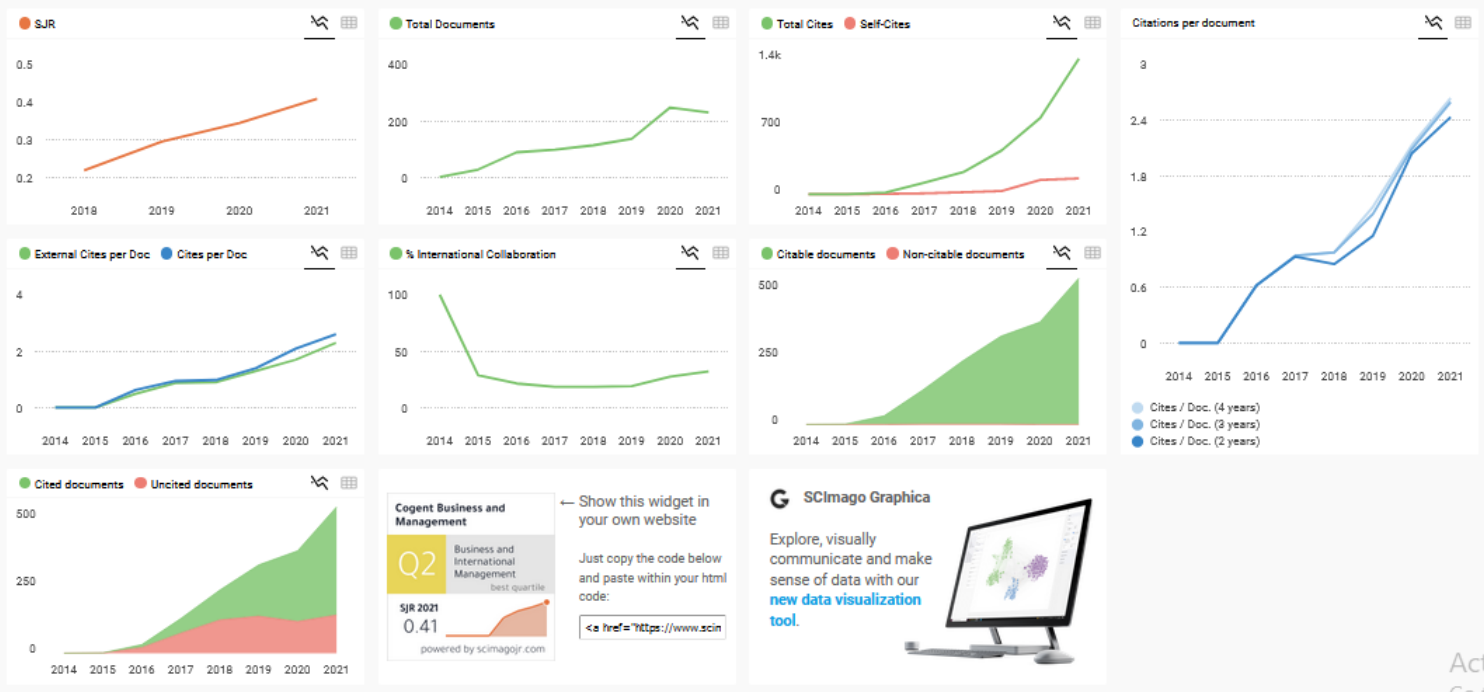 SJR
0.5
0.4
0.3
0.2
2018 2019 2020 2021
Total Documents
400
200
0
2014 2015 2016 2017 2018 2019 2020 2021
Total Cites Self-Cites
1.4k
700
0
2014 2015 2016 2017 2018 2019 2020 2021
Citations per document
3
2.4
1.8
1.2
0.6
0
2014 2015 2016 2017 2018 2019 2020 2021
Cites / Doc. (4 years)
Cites / Doc. (3 years)
Cites / Doc. (2 years)
External Cites per Doc Cites per Doc
4
2
0
2014 2015 2016 2017 2018 2019 2020 2021
% International Collaboration
100
50
0
2014 2015 2016 2017 2018 2019 2020 2021
Citable documents Non-citable documents
500
250
0
2014 2015 2016 2017 2018 2019 2020 2021
Cited documents Uncited documents
500
250
0
2014 2015 2016 2017 2018 2019 2020 2021
Cogent Business and
Management
Q2
Business and
International
Management
best quartile
SJR 2021
0.41
powered by scimagojr.com
← Show this widget in
your own website
Just copy the code below
and paste within your html
code:
<a href="https://www.scin
SCImago Graphica
Explore, visually
communicate and make
sense of data with our
new data visualization
tool.
Act